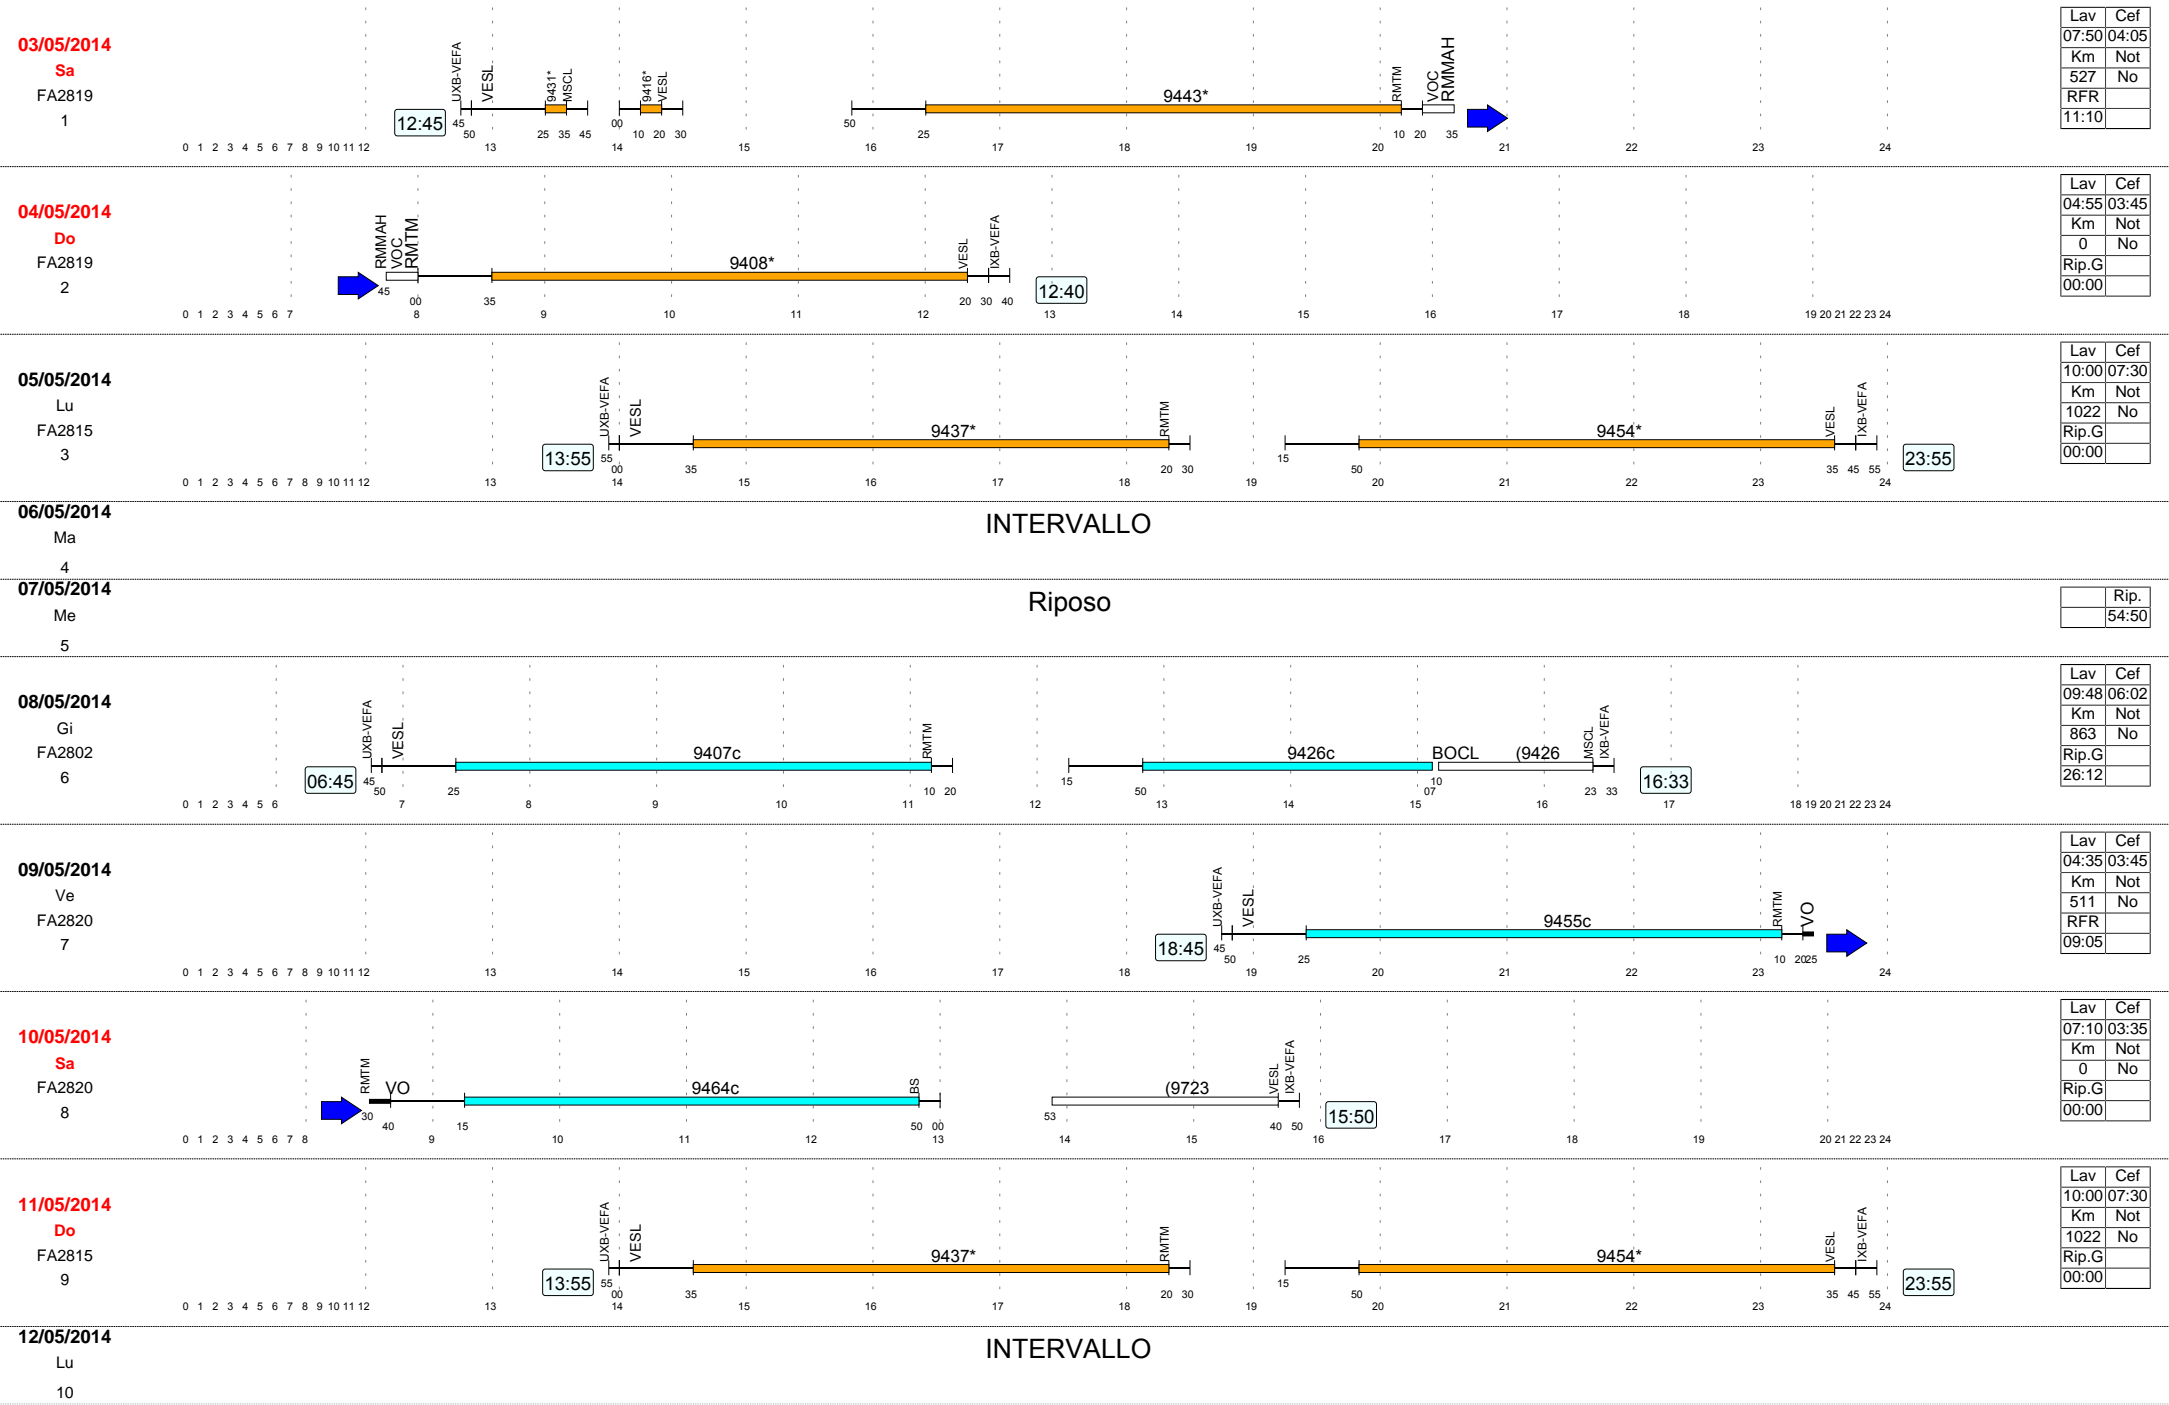 03/05/2014
Sa
FA2819
1
12:45
UXB-VEFA VESL 9431* MSCL 9416* VESL 9443* RMTM VOC RMMAH
45 50 25 35 45 00 10 20 30 50 25 10 20 35
0 1 2 3 4 5 6 7 8 9 10 11 12 13 14 15 16 17 18 19 20 21 22 23 24
Lav Cef
07:50 04:05
Km Not
527 No
RFR
11:10
04/05/2014
Do
FA2819
2
RMMAH VOC RMTM 9408* VESL IXB-VEFA
45 00 35 20 30 40
12:40
0 1 2 3 4 5 6 7 8 9 10 11 12 13 14 15 16 17 18 19 20 21 22 23 24
Lav Cef
04:55 03:45
Km Not
0 No
Rip.G
00:00
05/05/2014
Lu
FA2815
3
13:55
UXB-VEFA VESL 9437* RMTM 9454* VESL IXB-VEFA
55 00 35 20 30 15 50 35 45 55
23:55
0 1 2 3 4 5 6 7 8 9 10 11 12 13 14 15 16 17 18 19 20 21 22 23 24
Lav Cef
10:00 07:30
Km Not
1022 No
Rip.G
00:00
06/05/2014
Ma
4
INTERVALLO
07/05/2014
Me
5
Riposo
Rip.
54:50
08/05/2014
Gi
FA2802
6
06:45
UXB-VEFA VESL 9407c RMTM 9426c BOCL (9426 MSCL IXB-VEFA
45 50 25 10 20 15 50 07 10 23 33
16:33
0 1 2 3 4 5 6 7 8 9 10 11 12 13 14 15 16 17 18 19 20 21 22 23 24
Lav Cef
09:48 06:02
Km Not
863 No
Rip.G
26:12
09/05/2014
Ve
FA2820
7
18:45
UXB-VEFA VESL 9455c RMTM VO
45 50 25 10 20 25
0 1 2 3 4 5 6 7 8 9 10 11 12 13 14 15 16 17 18 19 20 21 22 23 24
Lav Cef
04:35 03:45
Km Not
511 No
RFR
09:05
10/05/2014
Sa
FA2820
8
RMTM VO 9464c BS (9723 VESL IXB-VEFA
30 40 15 50 00 53 40 50
15:50
0 1 2 3 4 5 6 7 8 9 10 11 12 13 14 15 16 17 18 19 20 21 22 23 24
Lav Cef
07:10 03:35
Km Not
0 No
Rip.G
00:00
11/05/2014
Do
FA2815
9
13:55
UXB-VEFA VESL 9437* RMTM 9454* VESL IXB-VEFA
55 00 35 20 30 15 50 35 45 55
23:55
0 1 2 3 4 5 6 7 8 9 10 11 12 13 14 15 16 17 18 19 20 21 22 23 24
Lav Cef
10:00 07:30
Km Not
1022 No
Rip.G
00:00
12/05/2014
Lu
10
INTERVALLO